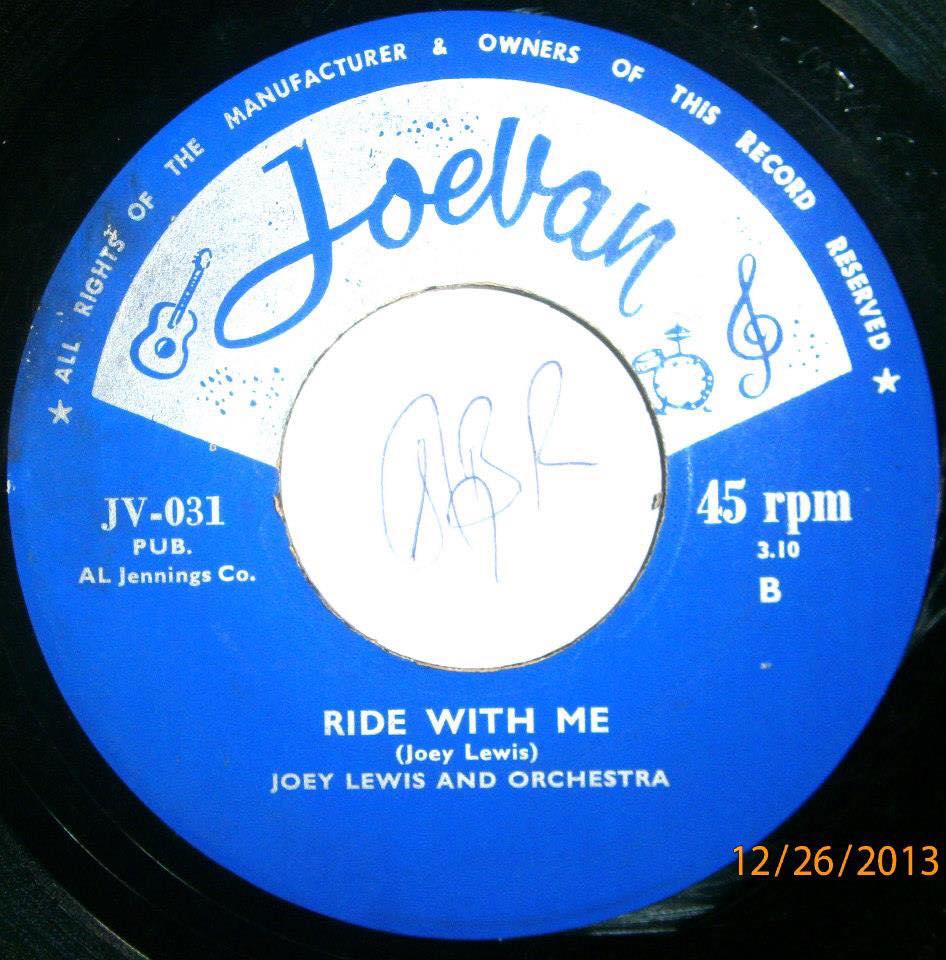 ★ ALL RIGHTS OF THE MANUFACTURER & OWNERS OF THIS RECORD RESERVED ★
Joevan
JV-031
PUB.
AL Jennings Co.
45 rpm
3.10
B
RIDE WITH ME
(Joey Lewis)
JOEY LEWIS AND ORCHESTRA
12/26/2013